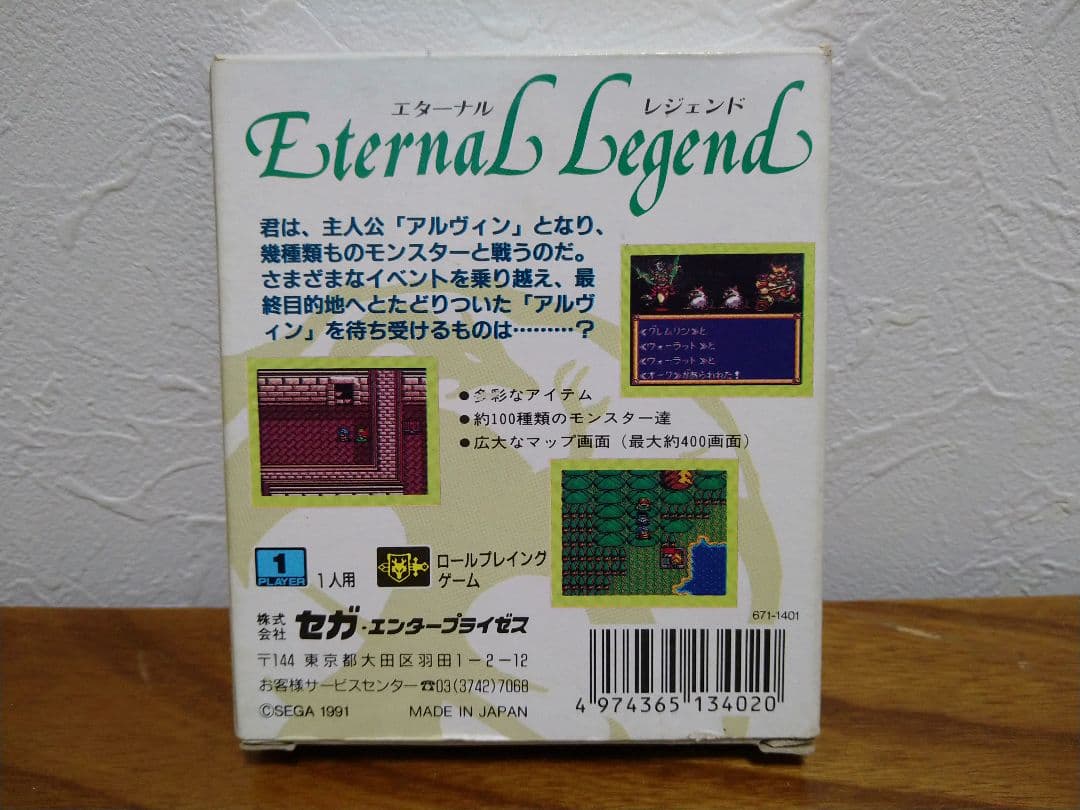 エターナル レジェンド
Eternal Legend
君は、主人公「アルヴィン」となり、
幾種類ものモンスターと戦うのだ。
さまざまなイベントを乗り越え、最
終目的地へとたどりついた「アルヴ
ィン」を待ち受けるものは………?
≪グレムリン≫と
≪ウォーラット≫と
≪ウォーラット≫と
≪オーク≫があらわれた!
●多彩なアイテム
●約100種類のモンスター達
●広大なマップ画面(最大約400画面)
1
PLAYER
1人用
ロールプレイング
ゲーム
671-1401
株式
会社
セガ・エンタープライゼス
〒144 東京都大田区羽田1-2-12
お客様サービスセンター☎03(3742)7068
©SEGA 1991 MADE IN JAPAN
4 974365 134020